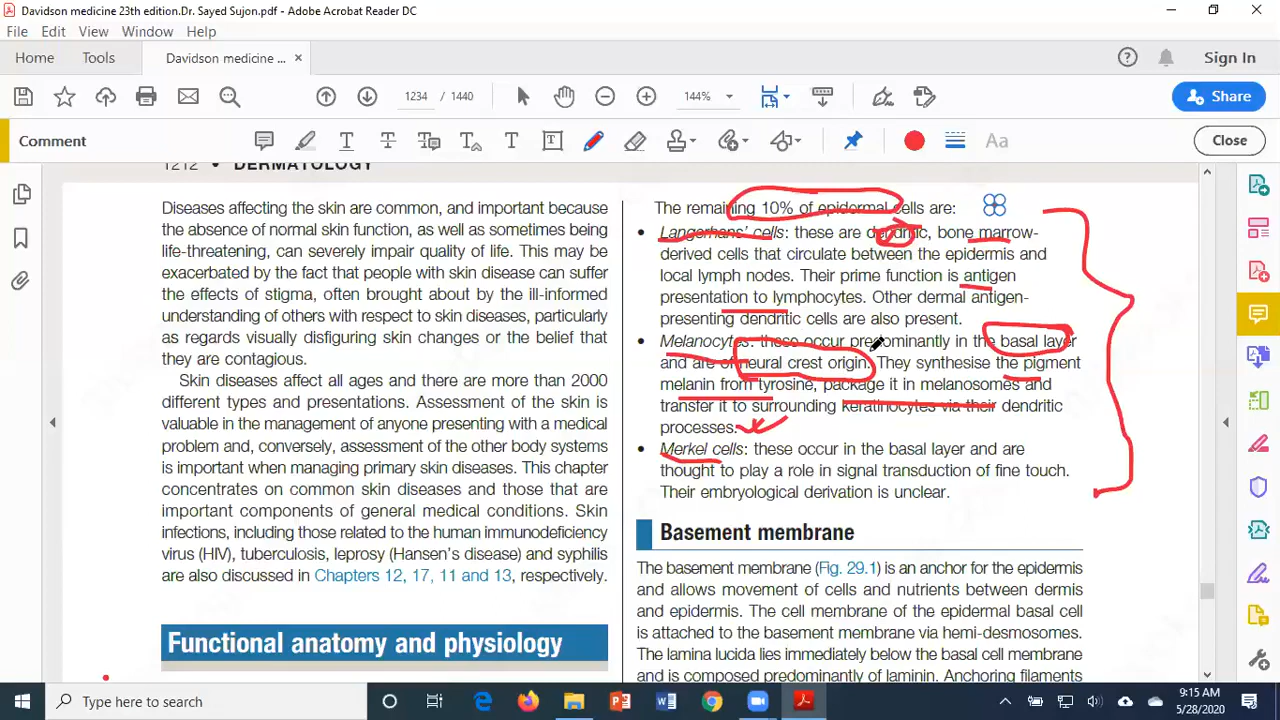 Davidson medicine 23th edition.Dr. Sayed Sujon.pdf - Adobe Acrobat Reader DC
File Edit View Window Help
Home Tools Davidson medicine ... × Sign In
1234 / 1440 144% Share
Comment Aa Close
1212 • DERMATOLOGY
Diseases affecting the skin are common, and important because
the absence of normal skin function, as well as sometimes being
life-threatening, can severely impair quality of life. This may be
exacerbated by the fact that people with skin disease can suffer
the effects of stigma, often brought about by the ill-informed
understanding of others with respect to skin diseases, particularly
as regards visually disfiguring skin changes or the belief that
they are contagious.
Skin diseases affect all ages and there are more than 2000
different types and presentations. Assessment of the skin is
valuable in the management of anyone presenting with a medical
problem and, conversely, assessment of the other body systems
is important when managing primary skin diseases. This chapter
concentrates on common skin diseases and those that are
important components of general medical conditions. Skin
infections, including those related to the human immunodeficiency
virus (HIV), tuberculosis, leprosy (Hansen's disease) and syphilis
are also discussed in Chapters 12, 17, 11 and 13, respectively.
Functional anatomy and physiology
The remaining 10% of epidermal cells are:
• Langerhans' cells: these are dendritic, bone marrow-
derived cells that circulate between the epidermis and
local lymph nodes. Their prime function is antigen
presentation to lymphocytes. Other dermal antigen-
presenting dendritic cells are also present.
• Melanocytes: these occur predominantly in the basal layer
and are of neural crest origin. They synthesise the pigment
melanin from tyrosine, package it in melanosomes and
transfer it to surrounding keratinocytes via their dendritic
processes.
• Merkel cells: these occur in the basal layer and are
thought to play a role in signal transduction of fine touch.
Their embryological derivation is unclear.
Basement membrane
The basement membrane (Fig. 29.1) is an anchor for the epidermis
and allows movement of cells and nutrients between dermis
and epidermis. The cell membrane of the epidermal basal cell
is attached to the basement membrane via hemi-desmosomes.
The lamina lucida lies immediately below the basal cell membrane
and is composed predominantly of laminin. Anchoring filaments
Type here to search
9:15 AM
5/28/2020